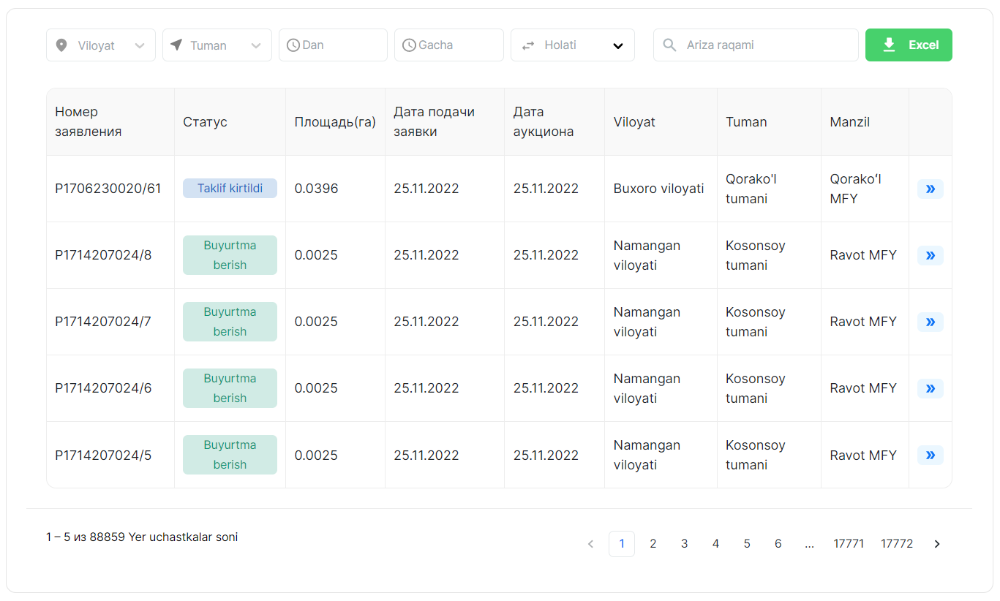 Viloyat
Tuman
Dan
Gacha
Holati
Ariza raqami
Excel
Номер
заявления
Статус
Площадь(га)
Дата подачи
заявки
Дата
аукциона
Viloyat
Tuman
Manzil
P1706230020/61
Taklif kirtildi
0.0396
25.11.2022
25.11.2022
Buxoro viloyati
Qorako'l
tumani
Qorakoʻl
MFY
P1714207024/8
Buyurtma
berish
0.0025
25.11.2022
25.11.2022
Namangan
viloyati
Kosonsoy
tumani
Ravot MFY
P1714207024/7
Buyurtma
berish
0.0025
25.11.2022
25.11.2022
Namangan
viloyati
Kosonsoy
tumani
Ravot MFY
P1714207024/6
Buyurtma
berish
0.0025
25.11.2022
25.11.2022
Namangan
viloyati
Kosonsoy
tumani
Ravot MFY
P1714207024/5
Buyurtma
berish
0.0025
25.11.2022
25.11.2022
Namangan
viloyati
Kosonsoy
tumani
Ravot MFY
1 – 5 из 88859 Yer uchastkalar soni
1 2 3 4 5 6 ... 17771 17772